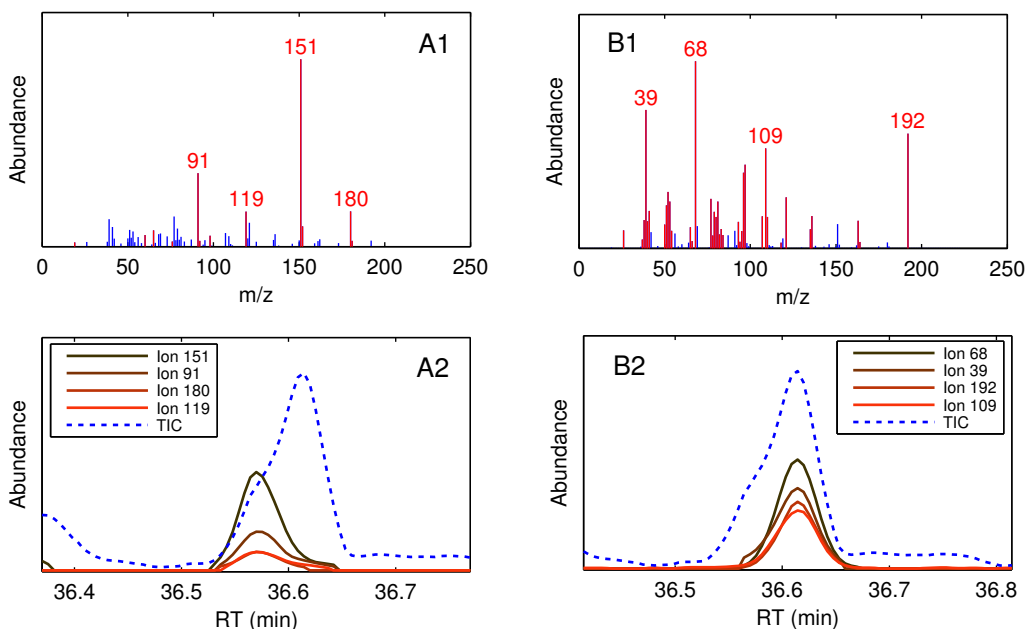 A1
151
91
119
180
Abundance
0 50 100 150 200 250
m/z
B1
68
39
109
192
Abundance
0 50 100 150 200 250
m/z
A2
Ion 151
Ion 91
Ion 180
Ion 119
TIC
Abundance
36.4 36.5 36.6 36.7
RT (min)
B2
Ion 68
Ion 39
Ion 192
Ion 109
TIC
Abundance
36.5 36.6 36.7 36.8
RT (min)